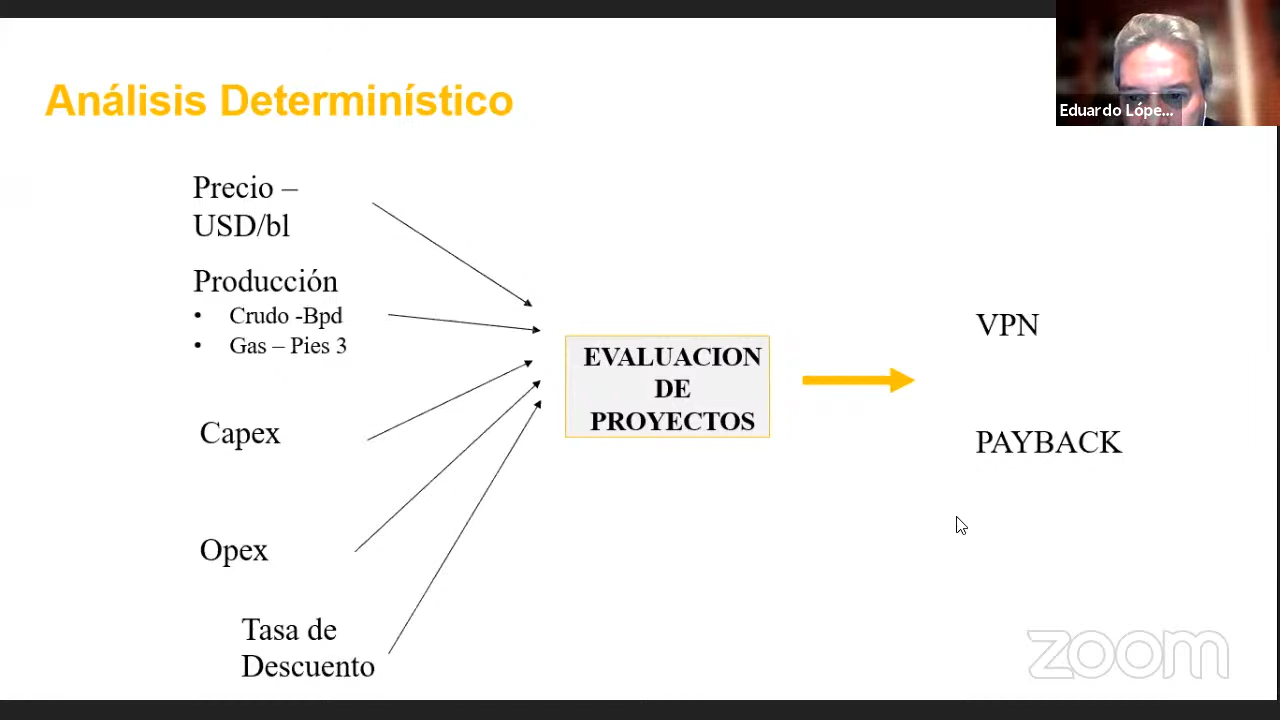 Análisis Determinístico
Eduardo Lópe...
Precio –
USD/bl
Producción
• Crudo -Bpd
• Gas – Pies 3
Capex
Opex
Tasa de
Descuento
EVALUACION
DE
PROYECTOS
VPN
PAYBACK
zoom